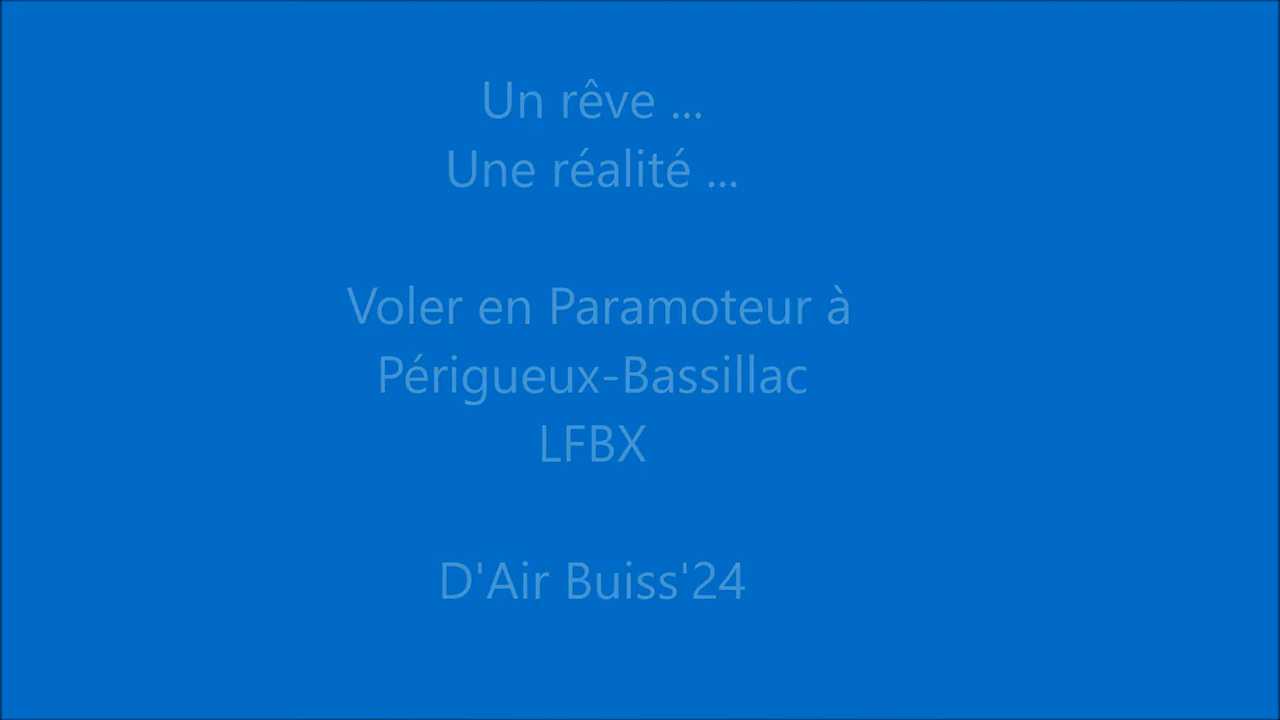 Un rêve ...
Une réalité ...
Voler en Paramoteur à
Périgueux-Bassillac
LFBX
D'Air Buiss'24